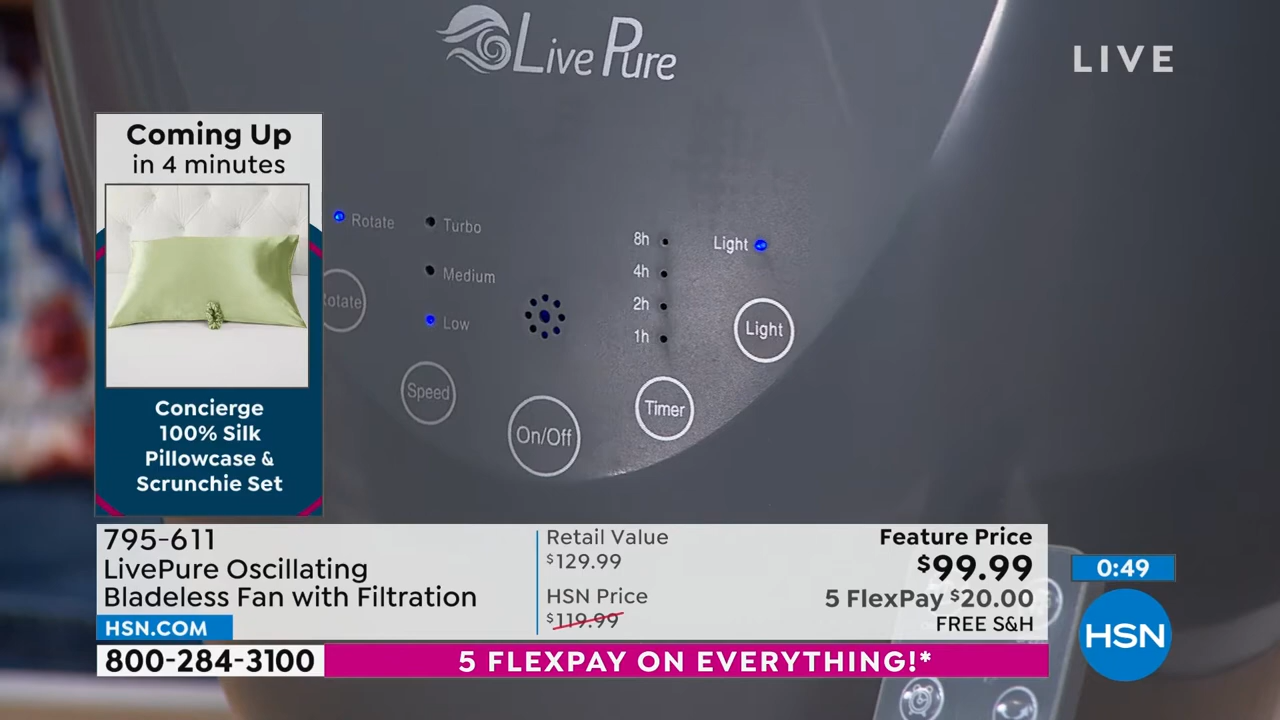 Live Pure
LIVE
Coming Up
in 4 minutes
Concierge
100% Silk
Pillowcase &
Scrunchie Set
Rotate
Turbo
Medium
Low
Rotate
Speed
On/Off
8h
4h
2h
1h
Timer
Light
Light
795-611
LivePure Oscillating
Bladeless Fan with Filtration
HSN.COM
Retail Value
$129.99
HSN Price
$119.99
Feature Price
$99.99
5 FlexPay $20.00
FREE S&H
0:49
HSN
800-284-3100
5 FLEXPAY ON EVERYTHING!*